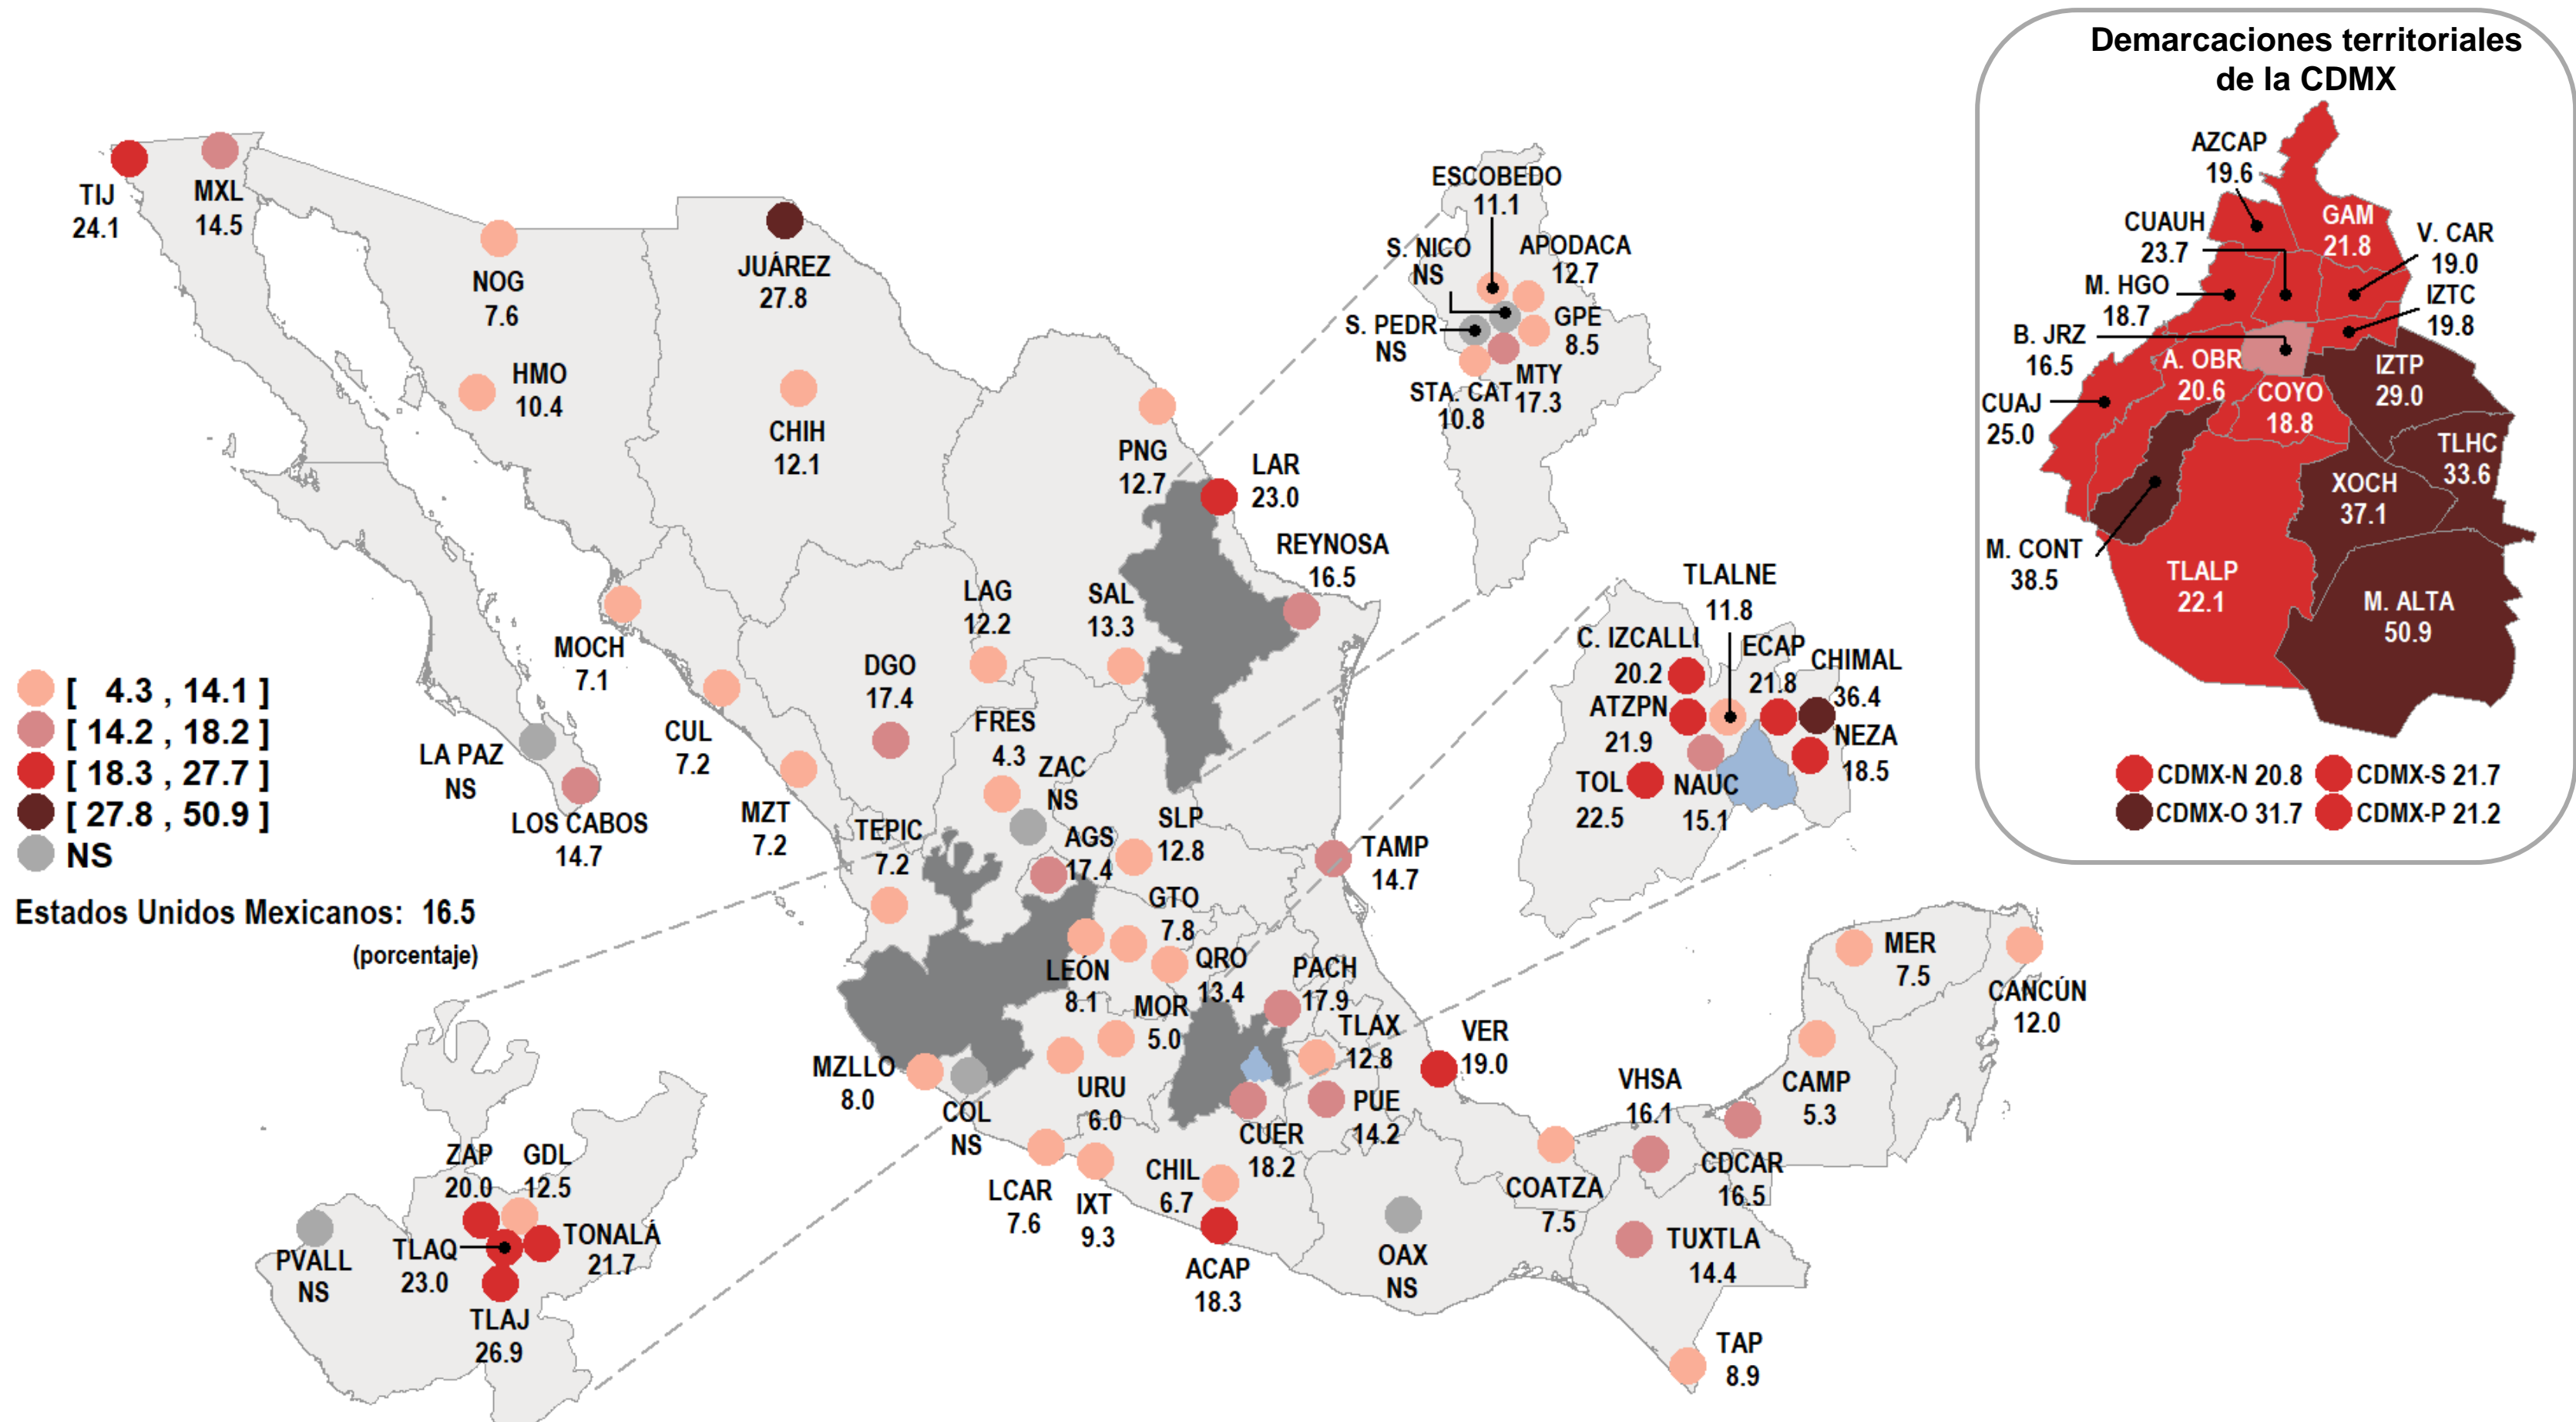 Demarcaciones territoriales
de la CDMX
AZCAP
19.6
CUAUH
23.7
GAM
21.8
V. CAR
19.0
M. HGO
18.7
IZTC
19.8
B. JRZ
16.5
A. OBR
20.6
IZTP
29.0
CUAJ
25.0
COYO
18.8
TLHC
33.6
XOCH
37.1
M. CONT
38.5
TLALP
22.1
M. ALTA
50.9
CDMX-N 20.8
CDMX-S 21.7
CDMX-O 31.7
CDMX-P 21.2
TIJ
24.1
MXL
14.5
NOG
7.6
JUÁREZ
27.8
HMO
10.4
CHIH
12.1
PNG
12.7
LAR
23.0
REYNOSA
16.5
ESCOBEDO
11.1
S. NICO
NS
APODACA
12.7
S. PEDR
NS
GPE
8.5
STA. CAT
10.8
MTY
17.3
MOCH
7.1
LAG
12.2
SAL
13.3
DGO
17.4
CUL
7.2
FRES
4.3
ZAC
NS
LA PAZ
NS
LOS CABOS
14.7
MZT
7.2
TEPIC
7.2
AGS
17.4
SLP
12.8
TAMP
14.7
TLALNE
11.8
C. IZCALLI
20.2
ECAP
21.8
CHIMAL
36.4
ATZPN
21.9
NEZA
18.5
TOL
22.5
NAUC
15.1
[ 4.3 , 14.1 ]
[ 14.2 , 18.2 ]
[ 18.3 , 27.7 ]
[ 27.8 , 50.9 ]
NS
Estados Unidos Mexicanos: 16.5
(porcentaje)
GTO
7.8
LEÓN
8.1
QRO
13.4
PACH
17.9
MOR
5.0
TLAX
12.8
VER
19.0
MZLLO
8.0
COL
NS
URU
6.0
PUE
14.2
CUER
18.2
LCAR
7.6
IXT
9.3
CHIL
6.7
ACAP
18.3
OAX
NS
COATZA
7.5
VHSA
16.1
CDCAR
16.5
TUXTLA
14.4
TAP
8.9
CAMP
5.3
MER
7.5
CANCÚN
12.0
ZAP
20.0
GDL
12.5
PVALL
NS
TLAQ
23.0
TONALÁ
21.7
TLAJ
26.9